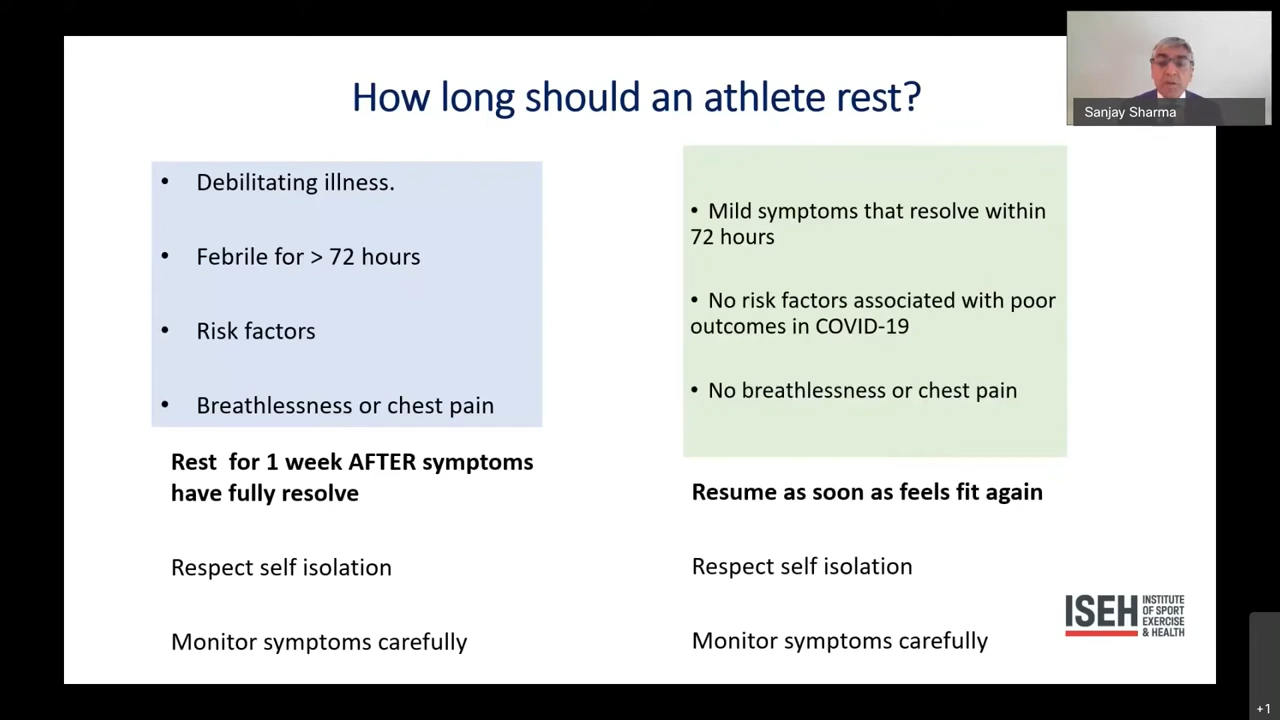 How long should an athlete rest?
Sanjay Sharma
• Debilitating illness.
• Febrile for > 72 hours
• Risk factors
• Breathlessness or chest pain
Rest for 1 week AFTER symptoms
have fully resolve
Respect self isolation
Monitor symptoms carefully
• Mild symptoms that resolve within
72 hours
• No risk factors associated with poor
outcomes in COVID-19
• No breathlessness or chest pain
Resume as soon as feels fit again
Respect self isolation
Monitor symptoms carefully
ISEH
INSTITUTE
OF SPORT
EXERCISE
& HEALTH
+1